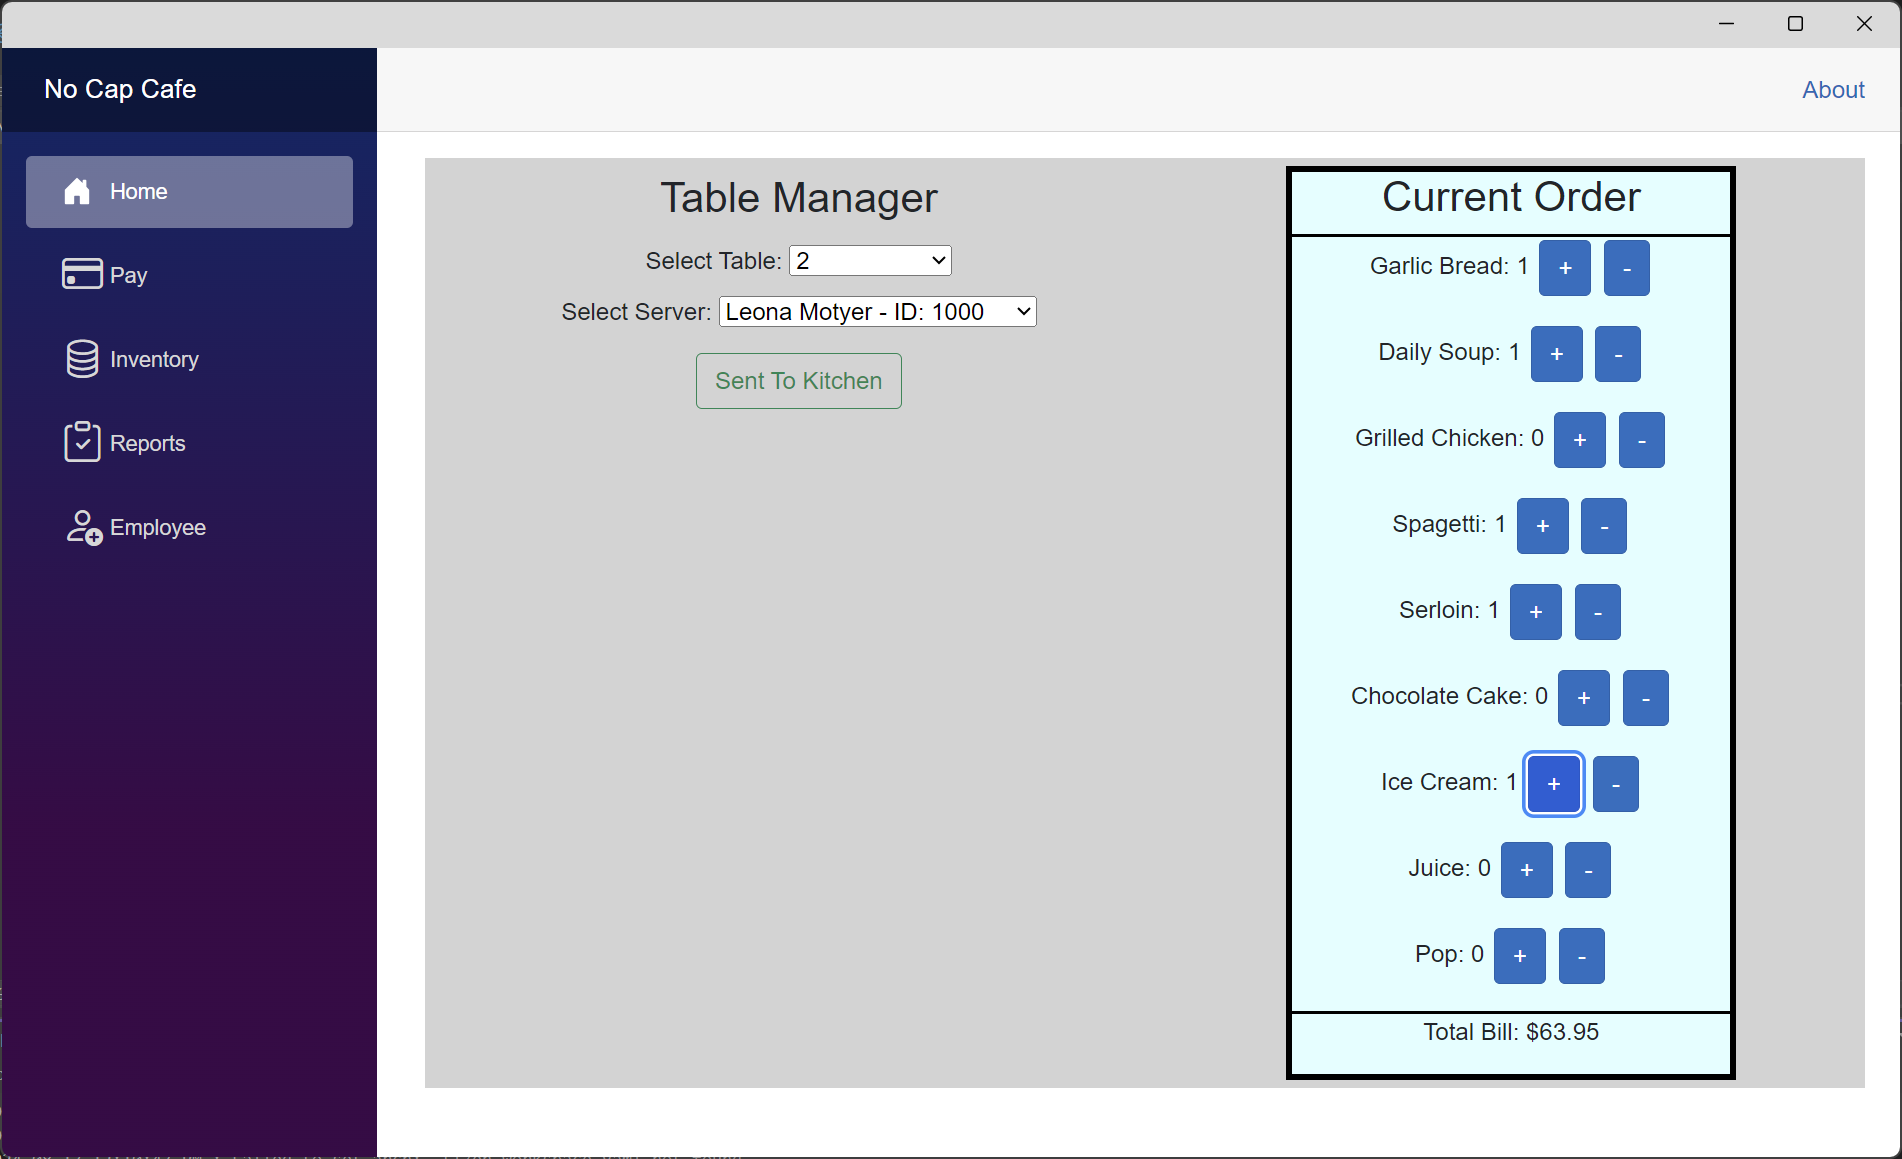 No Cap Cafe
About
Home
Pay
Inventory
Reports
Employee
Table Manager
Select Table: 2
Select Server: Leona Motyer - ID: 1000
Sent To Kitchen
Current Order
Garlic Bread: 1 + -
Daily Soup: 1 + -
Grilled Chicken: 0 + -
Spagetti: 1 + -
Serloin: 1 + -
Chocolate Cake: 0 + -
Ice Cream: 1 + -
Juice: 0 + -
Pop: 0 + -
Total Bill: $63.95